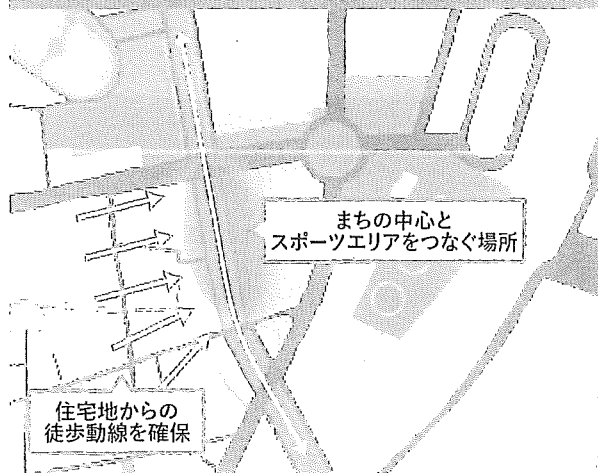 まちの中心と
スポーツエリアをつなぐ場所
住宅地からの
徒歩動線を確保